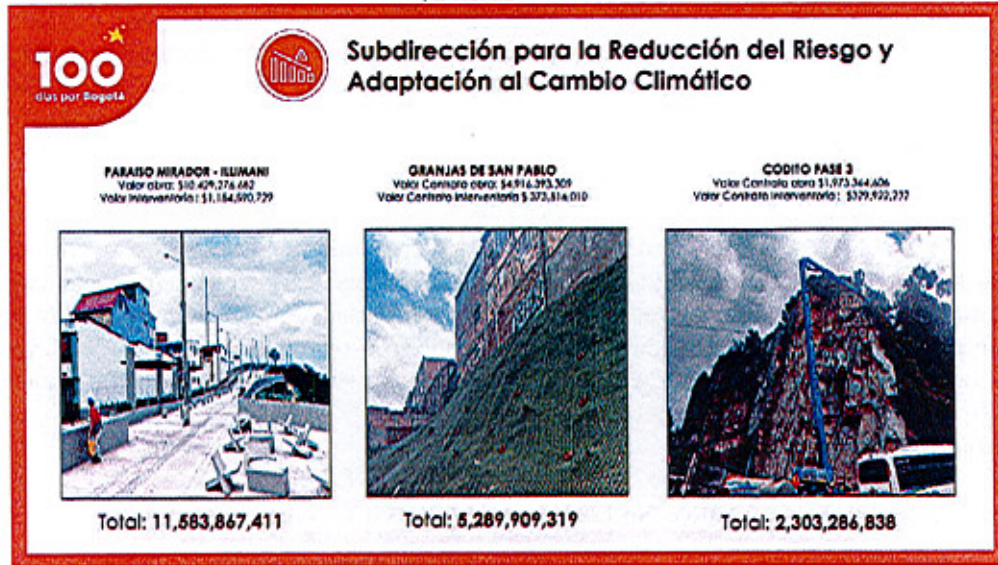 100
días por Bogotá
Subdirección para la Reducción del Riesgo y
Adaptación al Cambio Climático
PARAISO MIRADOR - ILLIMANI
Valor obra: $10,429,276,682
Valor Interventoria: $1,154,590,729
Total: 11,583,867,411
GRANJAS DE SAN PABLO
Valor Contrato obra: $4,916,393,309
Valor Contrato Interventoria $ 373,516,010
Total: 5,289,909,319
CODITO FASE 3
Valor Contrato obra $1,973,364,606
Valor Contrato Interventoria: $329,922,232
Total: 2,303,286,838